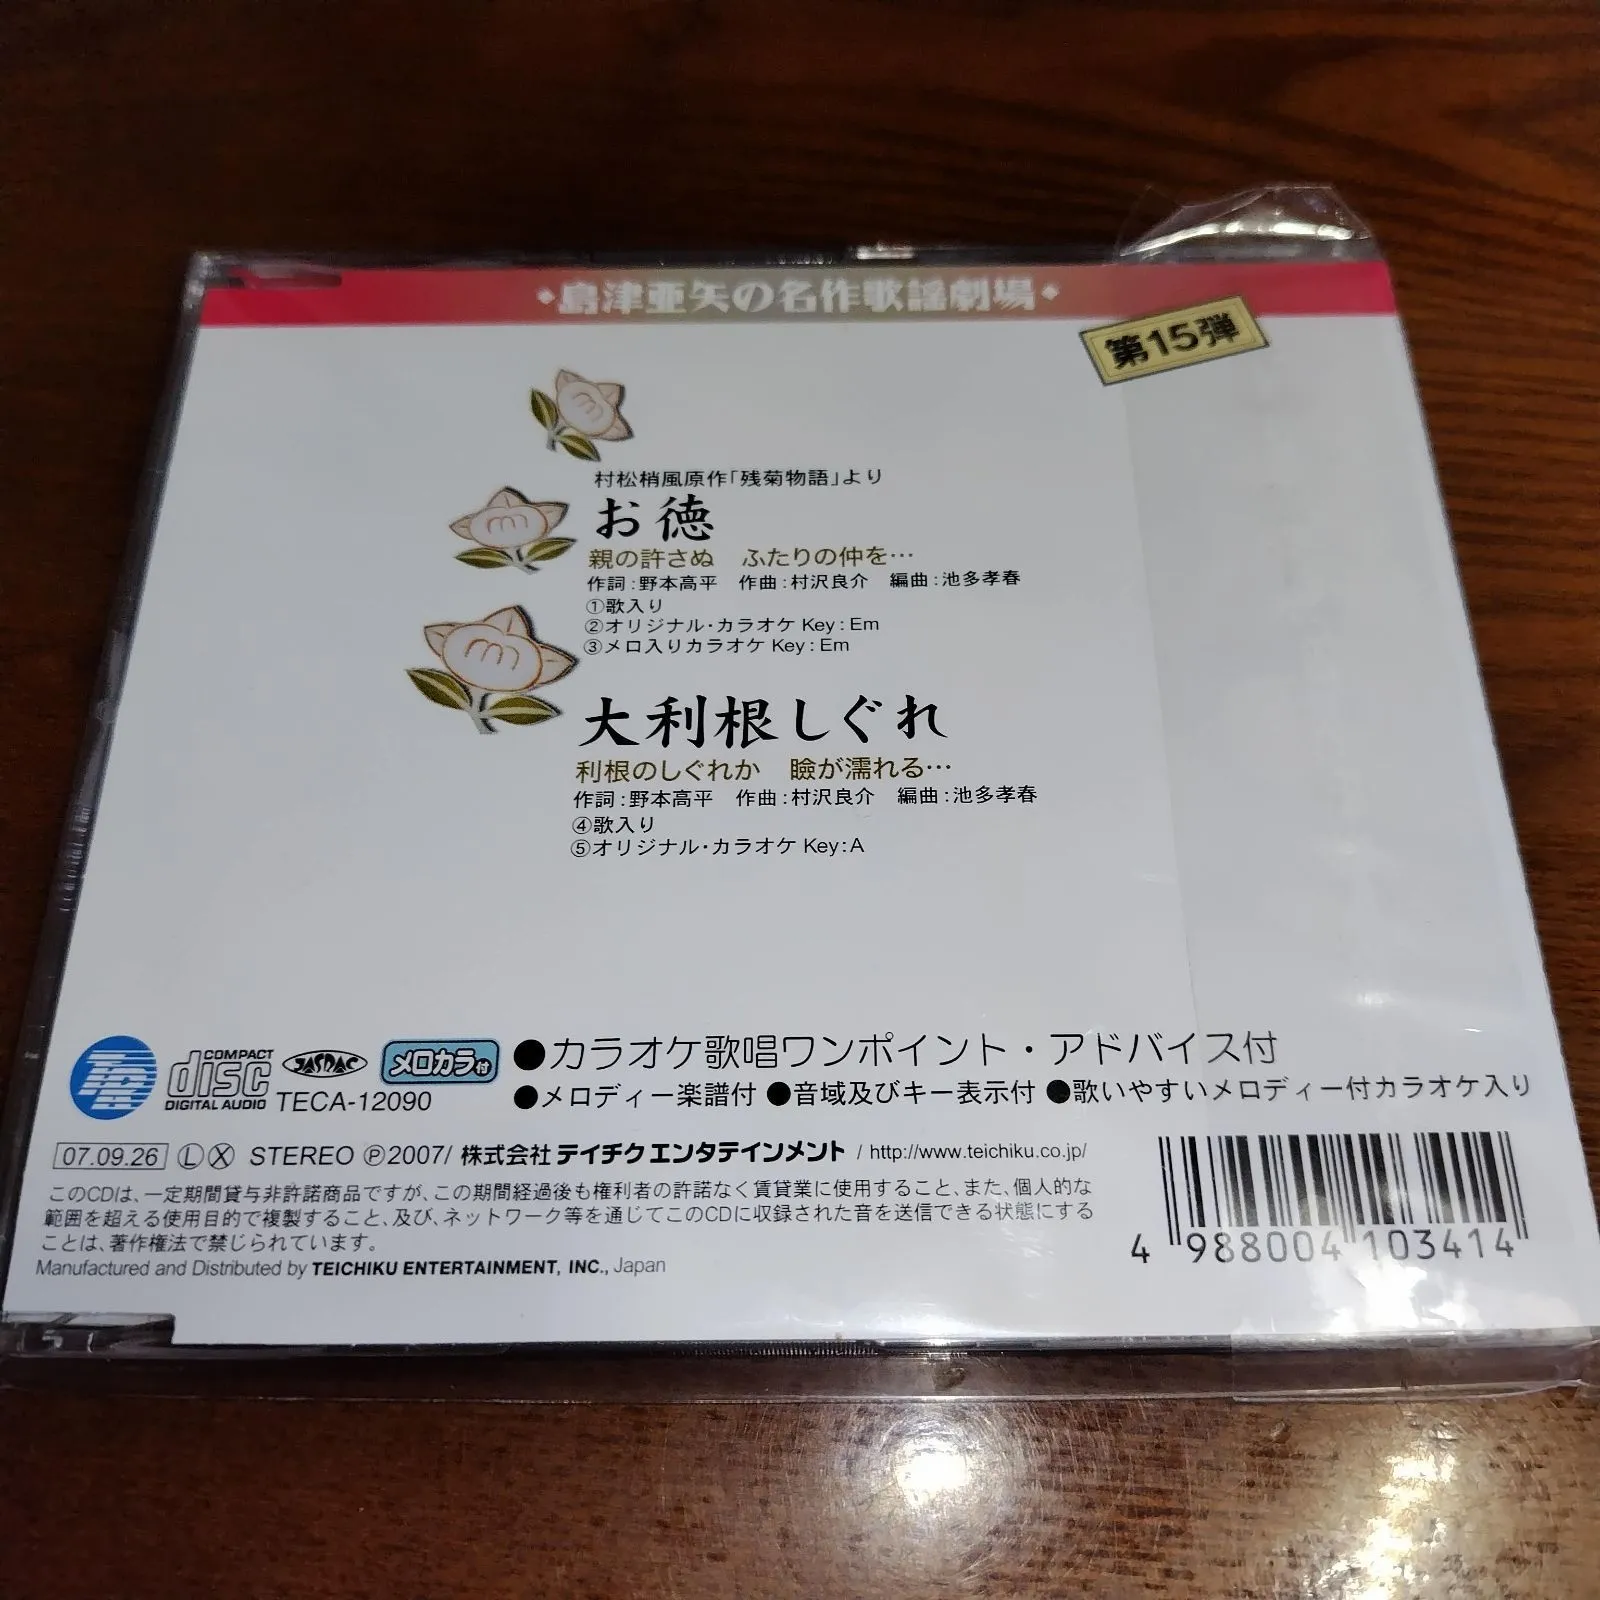 ◆島津亜矢の名作歌謡劇場◆
第15弾
村松梢風原作「残菊物語」より
お徳
親の許さぬ ふたりの仲を…
作詞:野本高平 作曲:村沢良介 編曲:池多孝春
①歌入り
②オリジナル・カラオケ Key:Em
③メロ入りカラオケ Key:Em
大利根しぐれ
利根のしぐれか 瞼が濡れる…
作詞:野本高平 作曲:村沢良介 編曲:池多孝春
④歌入り
⑤オリジナル・カラオケ Key:A
COMPACT disc DIGITAL AUDIO
JASRAC
TECA-12090
メロカラ付
●カラオケ歌唱ワンポイント・アドバイス付
●メロディー楽譜付 ●音域及びキー表示付 ●歌いやすいメロディー付カラオケ入り
07.09.26 Ⓛ Ⓧ STEREO ℗2007/ 株式会社 テイチクエンタテインメント / http://www.teichiku.co.jp/
このCDは、一定期間貸与非許諾商品ですが、この期間経過後も権利者の許諾なく賃貸業に使用すること、また、個人的な
範囲を超える使用目的で複製すること、及び、ネットワーク等を通じてこのCDに収録された音を送信できる状態にする
ことは、著作権法で禁じられています。
Manufactured and Distributed by TEICHIKU ENTERTAINMENT, INC., Japan
4 988004 103414